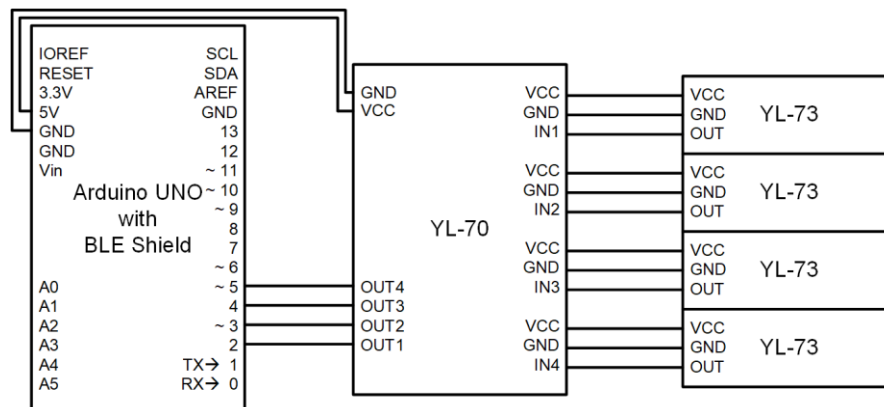 IOREF SCL
RESET SDA
3.3V AREF
5V GND
GND 13
GND 12
Vin ~ 11
~ 10
~ 9
8
7
~ 6
Arduino UNO
with
BLE Shield
A0 ~ 5
A1 4
A2 ~ 3
A3 2
A4 TX→ 1
A5 RX→ 0
GND
VCC
YL-70
OUT4
OUT3
OUT2
OUT1
VCC
GND
IN1
VCC
GND
IN2
VCC
GND
IN3
VCC
GND
IN4
VCC
GND YL-73
OUT
VCC
GND YL-73
OUT
VCC
GND YL-73
OUT
VCC
GND YL-73
OUT